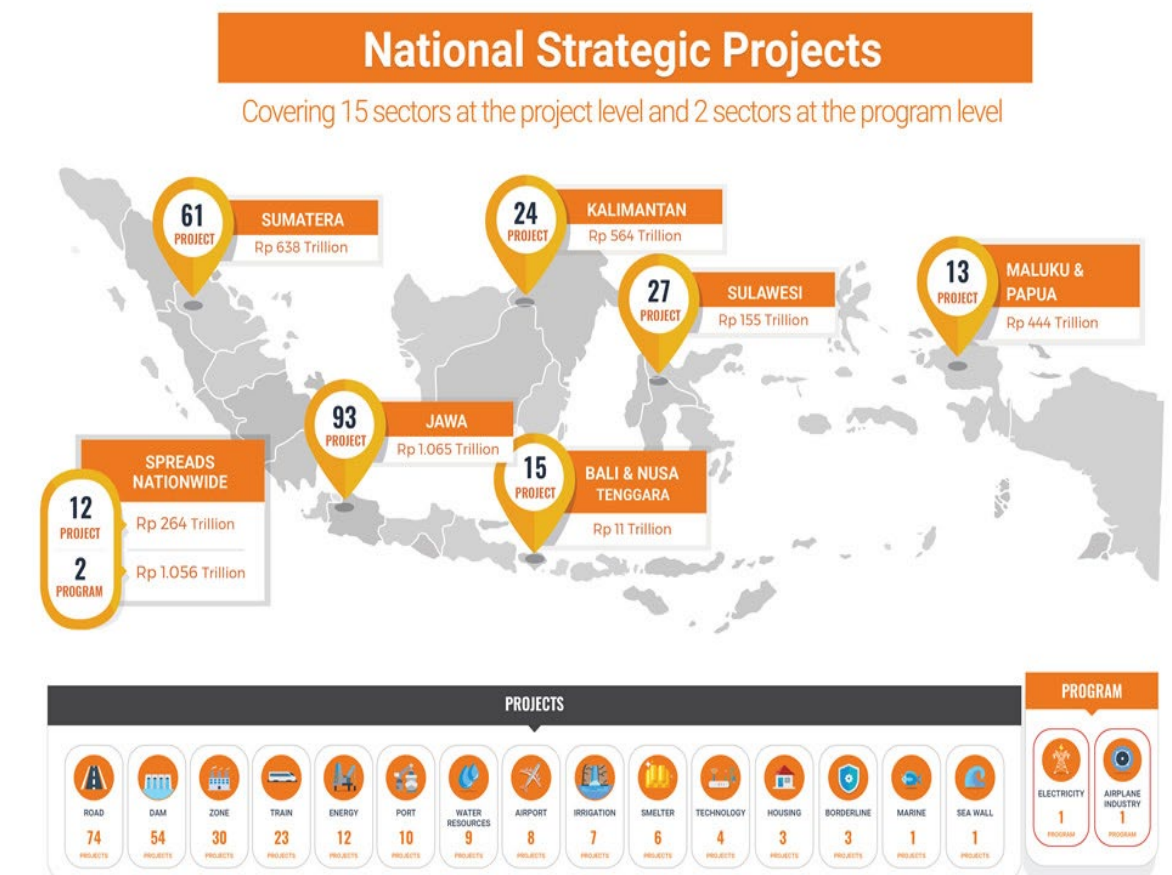 National Strategic Projects
Covering 15 sectors at the project level and 2 sectors at the program level
61
PROJECT
SUMATERA
Rp 638 Trillion
24
PROJECT
KALIMANTAN
Rp 564 Trillion
27
PROJECT
SULAWESI
Rp 155 Trillion
13
PROJECT
MALUKU &
PAPUA
Rp 444 Trillion
93
PROJECT
JAWA
Rp 1.065 Trillion
15
PROJECT
BALI & NUSA
TENGGARA
Rp 11 Trillion
SPREADS
NATIONWIDE
12
PROJECT
Rp 264 Trillion
2
PROGRAM
Rp 1.056 Trillion
PROJECTS
ROAD
74
PROJECTS
DAM
54
PROJECTS
ZONE
30
PROJECTS
TRAIN
23
PROJECTS
ENERGY
12
PROJECTS
PORT
10
PROJECTS
WATER
RESOURCES
9
PROJECTS
AIRPORT
8
PROJECTS
IRRIGATION
7
PROJECTS
SMELTER
6
PROJECTS
TECHNOLOGY
4
PROJECTS
HOUSING
3
PROJECTS
BORDERLINE
3
PROJECTS
MARINE
1
PROJECTS
SEA WALL
1
PROJECTS
PROGRAM
ELECTRICITY
1
PROGRAM
AIRPLANE
INDUSTRY
1
PROGRAM